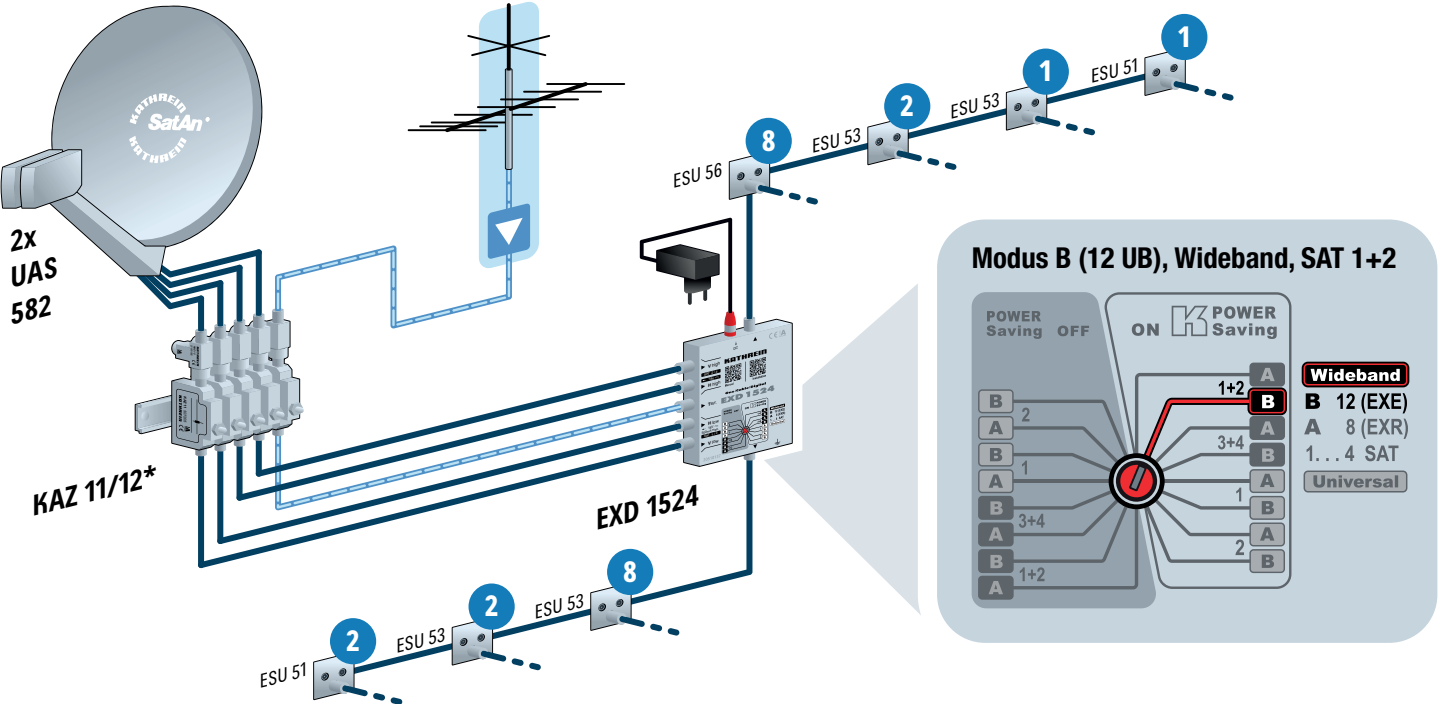 KATHREIN
SatAn
KATHREIN
2x
UAS
582
KAZ 11/12*
ESU 56
8
ESU 53
2
ESU 53
1
ESU 51
1
KATHREIN
EXD 1524
EXD 1524
ESU 53
8
ESU 53
2
ESU 51
2
Modus B (12 UB), Wideband, SAT 1+2
POWER
Saving OFF
ON K POWER
Saving
B
2
A
B
1
A
B
3+4
A
B
1+2
A
A
1+2
B
A
3+4
B
A
1
B
A
2
B
Wideband
B 12 (EXE)
A 8 (EXR)
1. . . 4 SAT
Universal